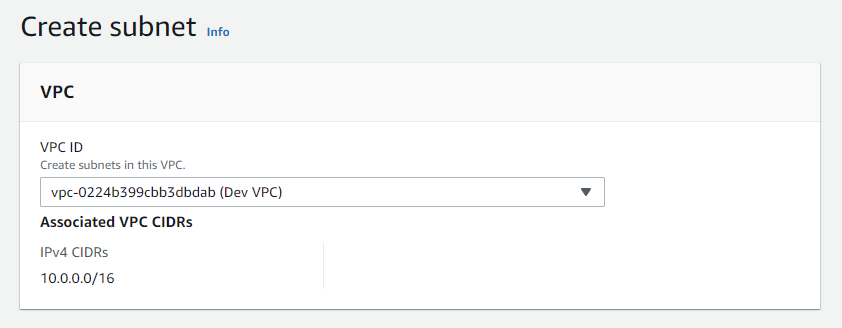 Create subnet Info
VPC
VPC ID
Create subnets in this VPC.
vpc-0224b399cbb3dbdab (Dev VPC)
Associated VPC CIDRs
IPv4 CIDRs
10.0.0.0/16